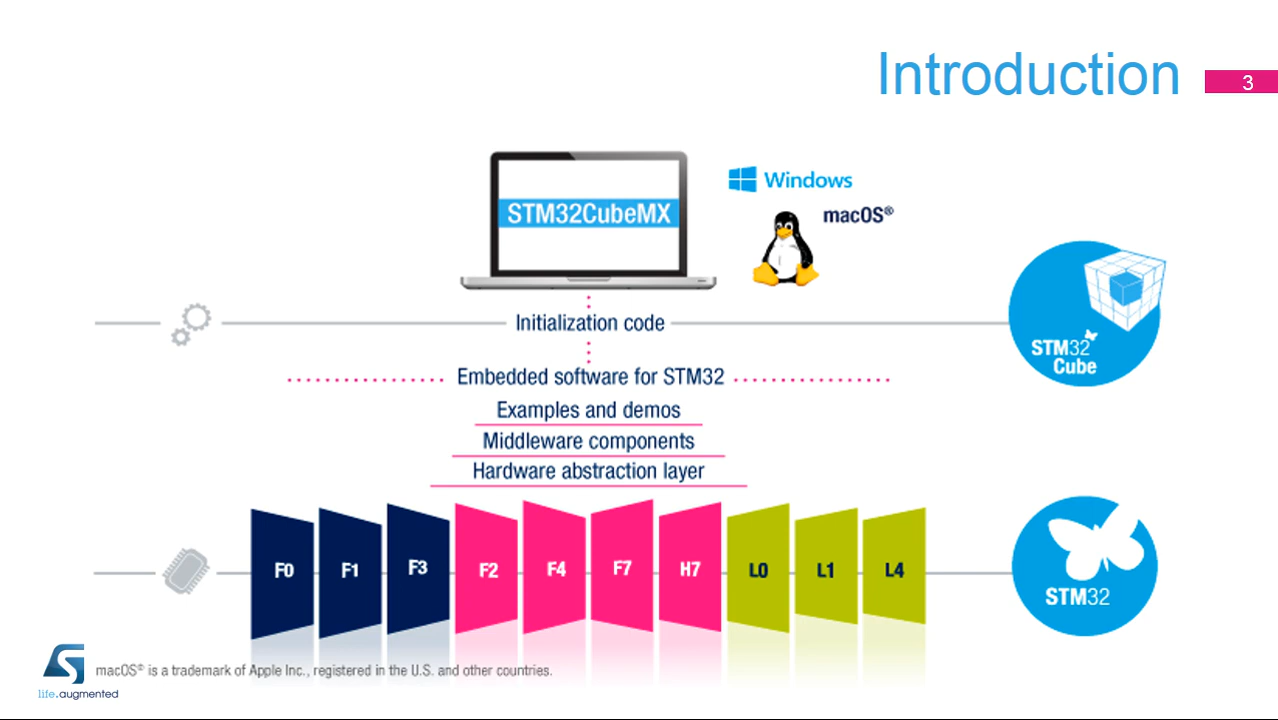 Introduction
3
STM32CubeMX
Windows
macOS®
Initialization code
STM32
Cube
Embedded software for STM32
Examples and demos
Middleware components
Hardware abstraction layer
F0 F1 F3 F2 F4 F7 H7 L0 L1 L4
STM32
macOS® is a trademark of Apple Inc., registered in the U.S. and other countries.
life.augmented